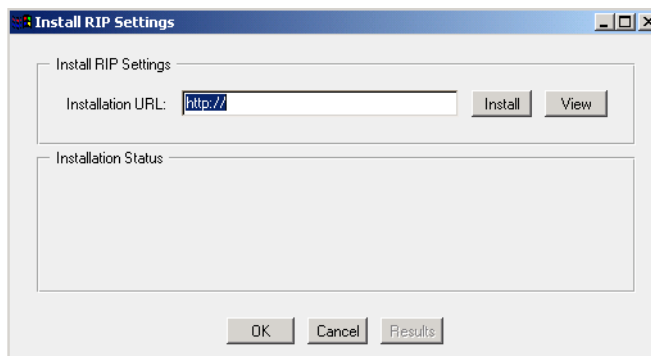 Install RIP Settings
Install RIP Settings
Installation URL: http:// Install View
Installation Status
OK Cancel Results